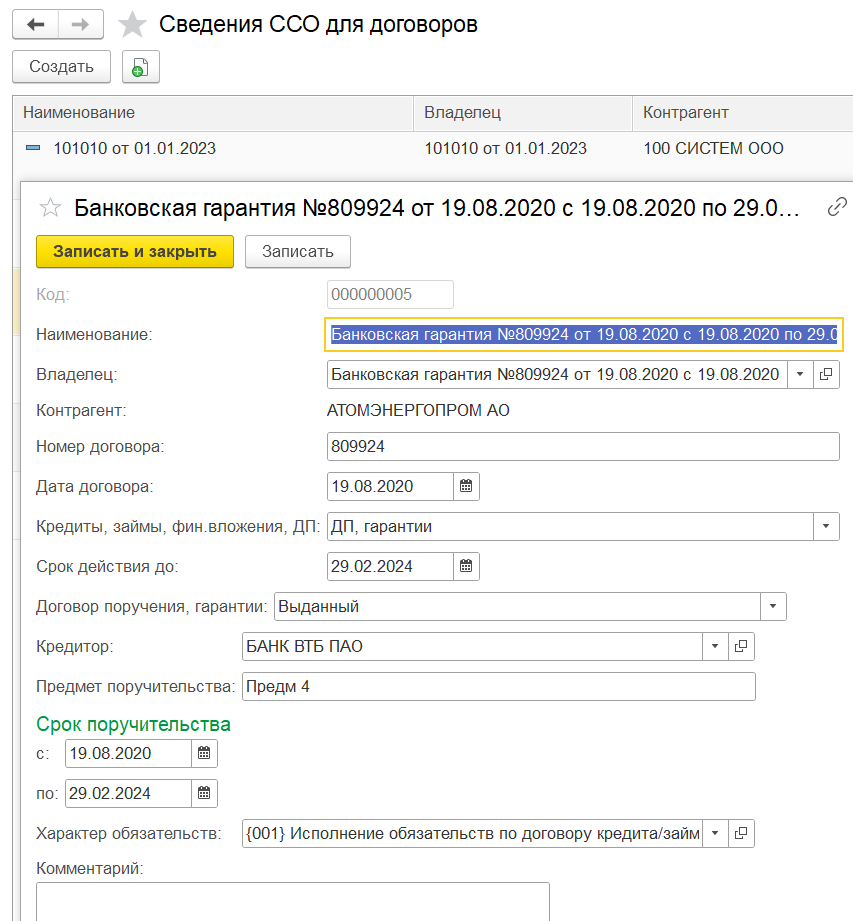 Сведения ССО для договоров
Создать
Наименование Владелец Контрагент
101010 от 01.01.2023 101010 от 01.01.2023 100 СИСТЕМ ООО
Банковская гарантия №809924 от 19.08.2020 с 19.08.2020 по 29.0...
Записать и закрыть Записать
Код: 000000005
Наименование: Банковская гарантия №809924 от 19.08.2020 с 19.08.2020 по 29.0
Владелец: Банковская гарантия №809924 от 19.08.2020 с 19.08.2020
Контрагент: АТОМЭНЕРГОПРОМ АО
Номер договора: 809924
Дата договора: 19.08.2020
Кредиты, займы, фин.вложения, ДП: ДП, гарантии
Срок действия до: 29.02.2024
Договор поручения, гарантии: Выданный
Кредитор: БАНК ВТБ ПАО
Предмет поручительства: Предм 4
Срок поручительства
с: 19.08.2020
по: 29.02.2024
Характер обязательств: {001} Исполнение обязательств по договору кредита/займ
Комментарий: